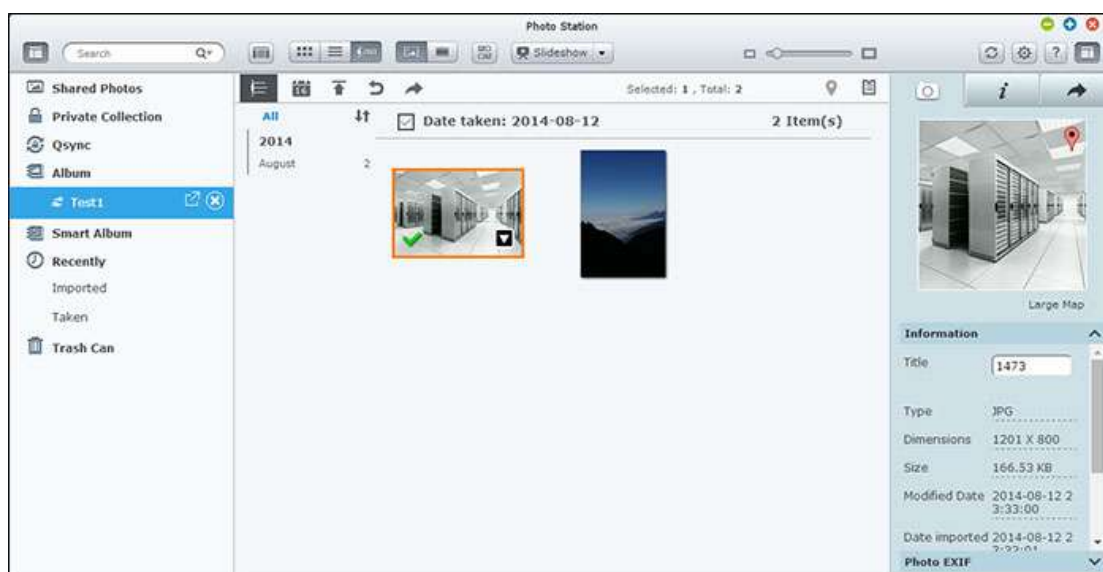 Photo Station
Search
Slideshow
Shared Photos
Private Collection
Qsync
Album
Test1
Smart Album
Recently
Imported
Taken
Trash Can
Selected: 1 , Total: 2
All
2014
August 2
Date taken: 2014-08-12 2 Item(s)
i
Large Map
Information
Title 1473
Type JPG
Dimensions 1201 X 800
Size 166.53 KB
Modified Date 2014-08-12 2
3:33:00
Date imported 2014-08-12 2
Photo EXIF